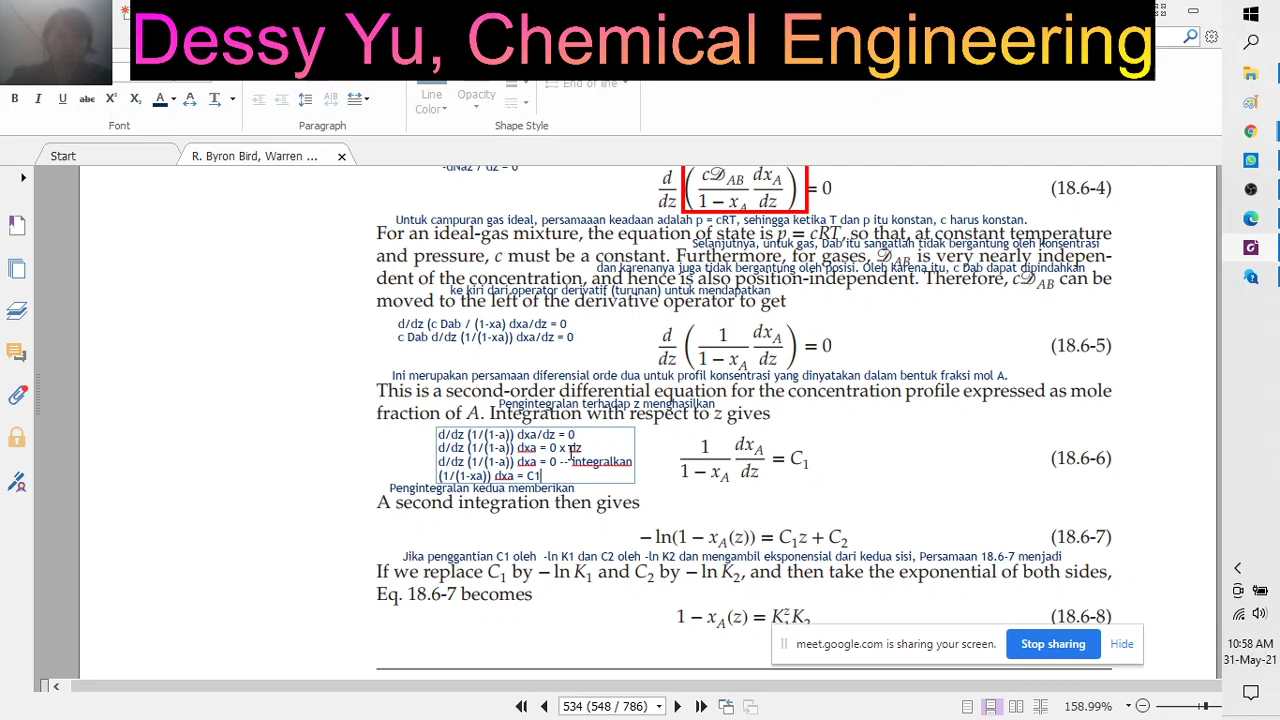 Dessy Yu, Chemical Engineering
B I U abc X² X₂ A A T
Line Color
Opacity
End of line
Font
Paragraph
Shape Style
Start
R. Byron Bird, Warren ...
-dNaz / dz = 0
d/dz (c𝒟AB/(1 − xA) dxA/dz) = 0 (18.6-4)
Untuk campuran gas ideal, persamaaan keadaan adalah p = cRT, sehingga ketika T dan p itu konstan, c harus konstan.
For an ideal-gas mixture, the equation of state is p = cRT, so that, at constant temperature
Selanjutnya, untuk gas, Dab itu sangatlah tidak bergantung oleh konsentrasi
and pressure, c must be a constant. Furthermore, for gases, 𝒟AB is very nearly indepen-
dan karenanya juga tidak bergantung oleh posisi. Oleh karena itu, c Dab dapat dipindahkan
dent of the concentration, and hence is also position-independent. Therefore, c𝒟AB can be
ke kiri dari operator derivatif (turunan) untuk mendapatkan
moved to the left of the derivative operator to get
d/dz (c Dab / (1-xa) dxa/dz = 0
c Dab d/dz (1/(1-xa)) dxa/dz = 0
d/dz (1/(1 − xA) dxA/dz) = 0 (18.6-5)
Ini merupakan persamaan diferensial orde dua untuk profil konsentrasi yang dinyatakan dalam bentuk fraksi mol A.
This is a second-order differential equation for the concentration profile expressed as mole
Pengintegralan terhadap z menghasilkan
fraction of A. Integration with respect to z gives
d/dz (1/(1-a)) dxa/dz = 0
d/dz (1/(1-a)) dxa = 0 x dz
d/dz (1/(1-a)) dxa = 0 -- integralkan
(1/(1-xa)) dxa = C1
1/(1 − xA) dxA/dz = C1 (18.6-6)
Pengintegralan kedua memberikan
A second integration then gives
− ln(1 − xA(z)) = C1z + C2 (18.6-7)
Jika penggantian C1 oleh -ln K1 dan C2 oleh -ln K2 dan mengambil eksponensial dari kedua sisi, Persamaan 18.6-7 menjadi
If we replace C1 by − ln K1 and C2 by − ln K2, and then take the exponential of both sides,
Eq. 18.6-7 becomes
1 − xA(z) = K1^z K2 (18.6-8)
meet.google.com is sharing your screen.
Stop sharing
Hide
534 (548 / 786)
158.99%
10:58 AM
31-May-21